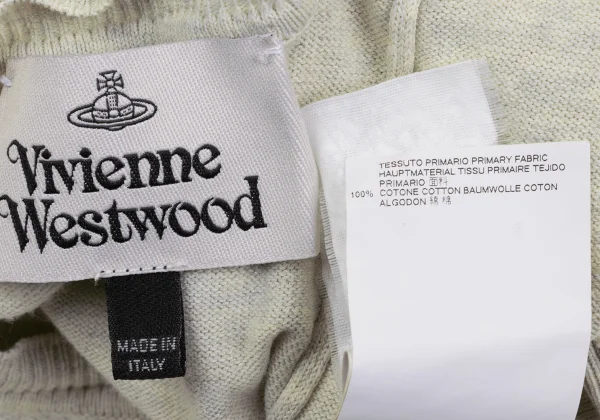 Vivienne
Westwood
MADE IN
ITALY
TESSUTO PRIMARIO PRIMARY FABRIC
HAUPTMATERIAL TISSU PRIMAIRE TEJIDO
PRIMARIO 面料
100% COTONE COTTON BAUMWOLLE COTON
ALGODON 綿 棉